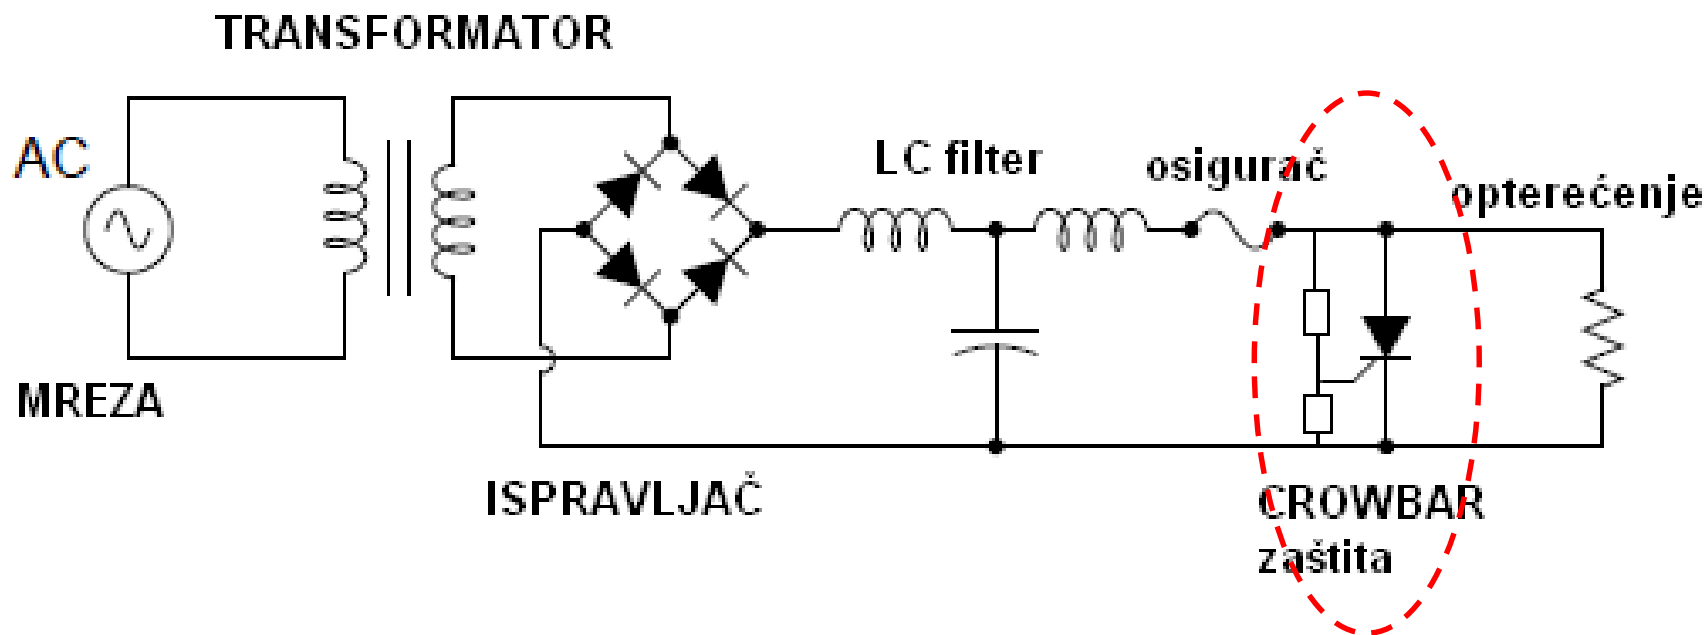 TRANSFORMATOR
AC
LC filter
osigurač
opterećenje
MREZA
ISPRAVLJAČ
CROWBAR
zaštita